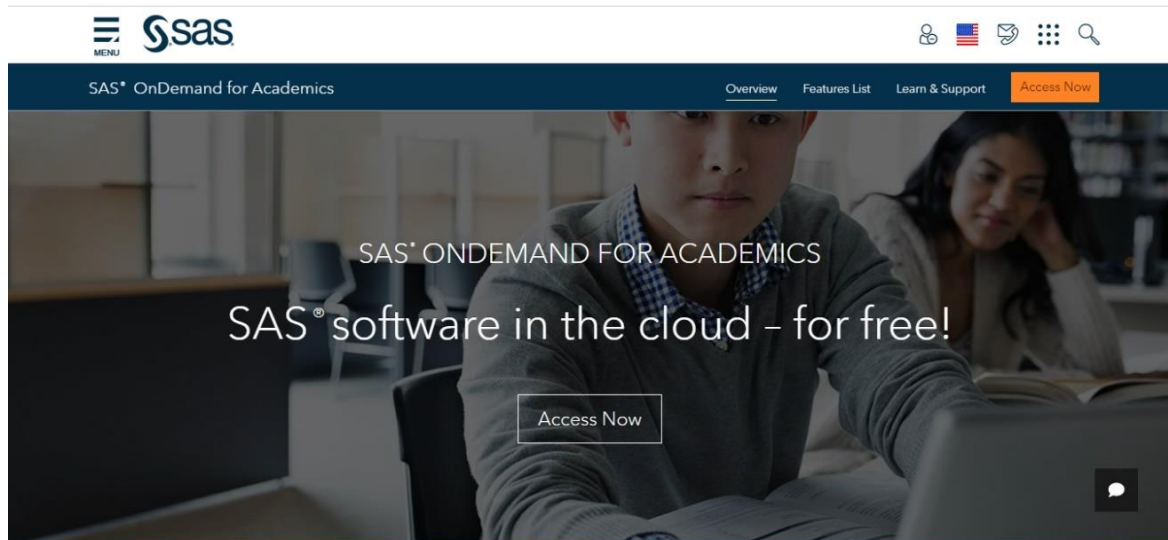 MENU
sas
SAS® OnDemand for Academics
Overview
Features List
Learn & Support
Access Now
SAS® ONDEMAND FOR ACADEMICS
SAS® software in the cloud – for free!
Access Now